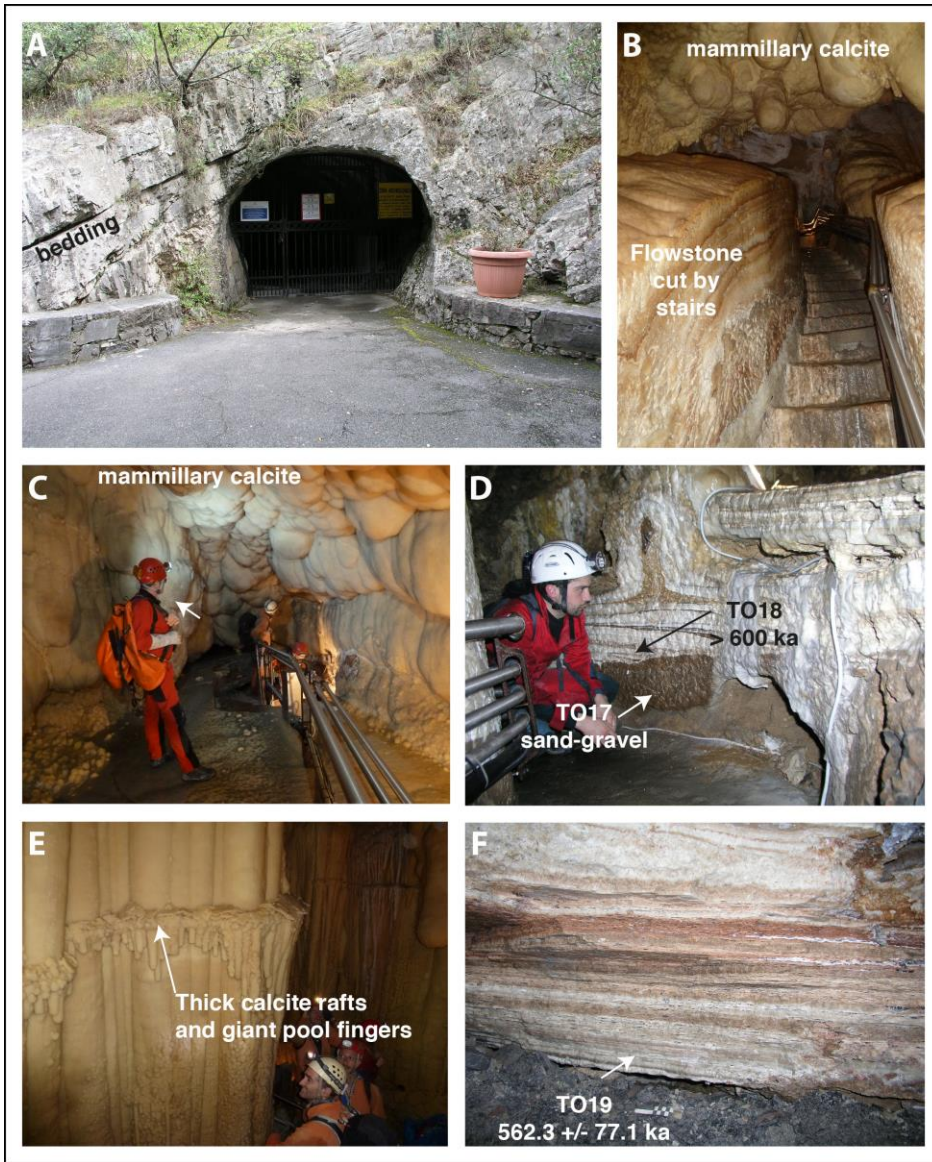 A
bedding
B
mammillary calcite
Flowstone
cut by
stairs
C
mammillary calcite
D
TO18
> 600 ka
TO17
sand-gravel
E
Thick calcite rafts
and giant pool fingers
F
TO19
562.3 +/- 77.1 ka